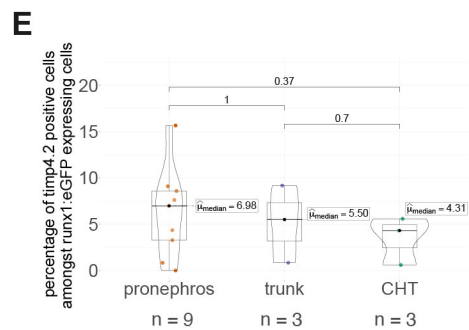 E
percentage of timp4.2 positive cells
amongst runx1:eGFP expressing cells
20
15
10
5
0
0.37
1
0.7
μ̂median = 6.98
μ̂median = 5.50
μ̂median = 4.31
pronephros
trunk
CHT
n = 9
n = 3
n = 3